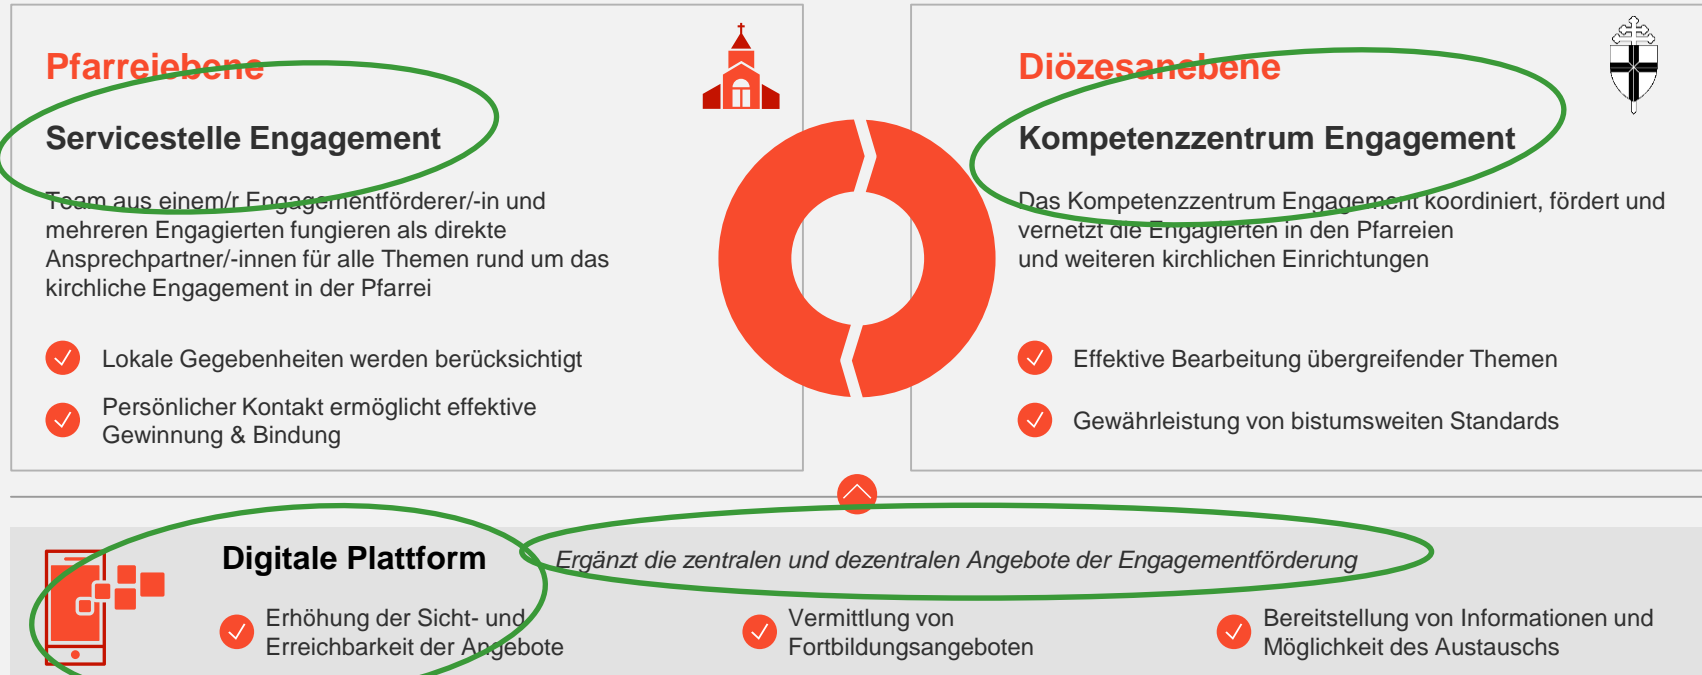 Pfarreiebene
Servicestelle Engagement
Team aus einem/r Engagementförderer/-in und
mehreren Engagierten fungieren als direkte
Ansprechpartner/-innen für alle Themen rund um das
kirchliche Engagement in der Pfarrei
Lokale Gegebenheiten werden berücksichtigt
Persönlicher Kontakt ermöglicht effektive
Gewinnung & Bindung
Diözesanebene
Kompetenzzentrum Engagement
Das Kompetenzzentrum Engagement koordiniert, fördert und
vernetzt die Engagierten in den Pfarreien
und weiteren kirchlichen Einrichtungen
Effektive Bearbeitung übergreifender Themen
Gewährleistung von bistumsweiten Standards
Digitale Plattform
Ergänzt die zentralen und dezentralen Angebote der Engagementförderung
Erhöhung der Sicht- und
Erreichbarkeit der Angebote
Vermittlung von
Fortbildungsangeboten
Bereitstellung von Informationen und
Möglichkeit des Austauschs